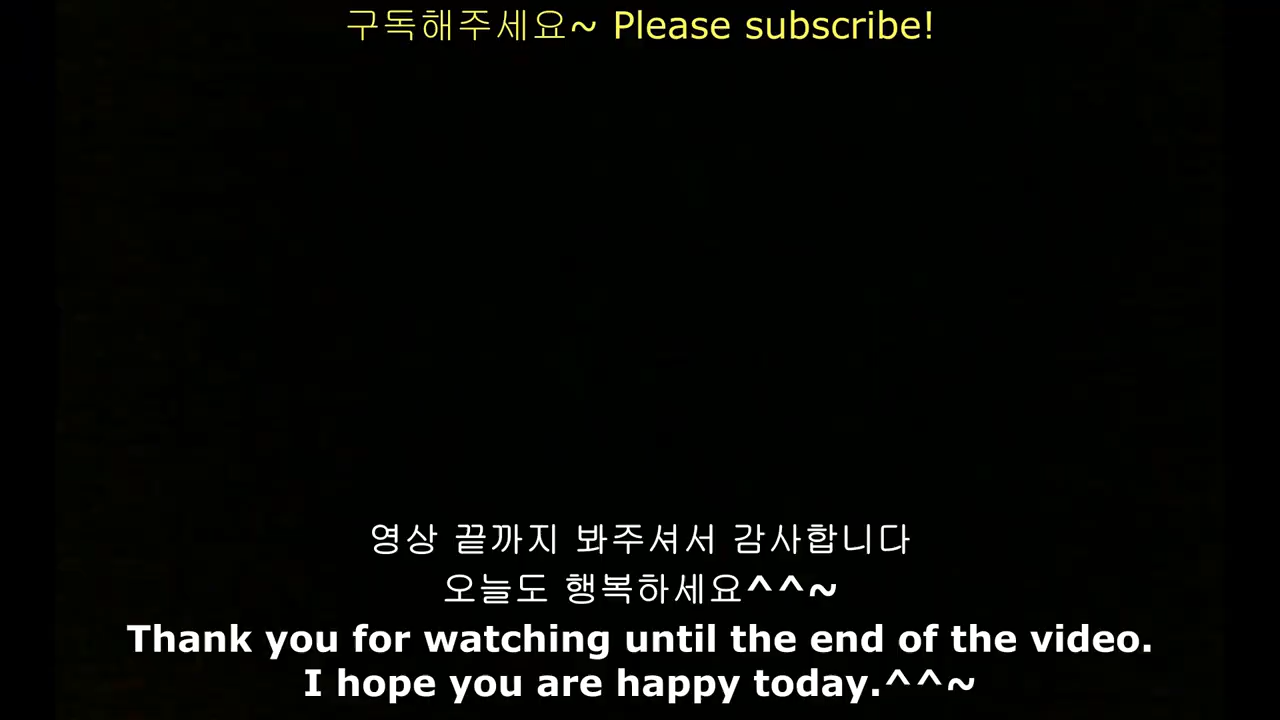 구독해주세요~ Please subscribe!
영상 끝까지 봐주셔서 감사합니다
오늘도 행복하세요^^~
Thank you for watching until the end of the video.
I hope you are happy today.^^~